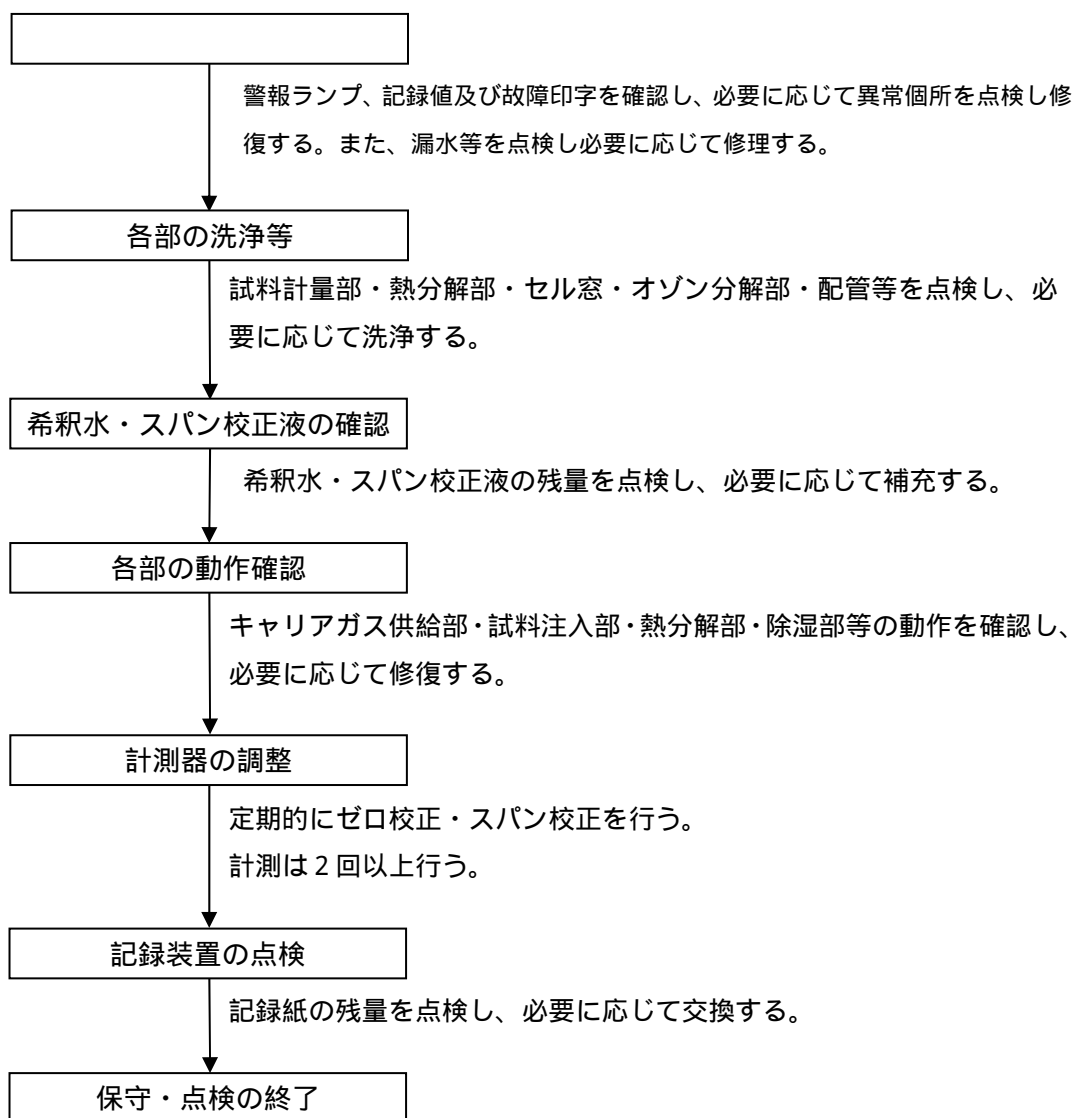 警報ランプ、記録値及び故障印字を確認し、必要に応じて異常個所を点検し修
復する。また、漏水等を点検し必要に応じて修理する。
各部の洗浄等
試料計量部・熱分解部・セル窓・オゾン分解部・配管等を点検し、必
要に応じて洗浄する。
希釈水・スパン校正液の確認
希釈水・スパン校正液の残量を点検し、必要に応じて補充する。
各部の動作確認
キャリアガス供給部・試料注入部・熱分解部・除湿部等の動作を確認し、
必要に応じて修復する。
計測器の調整
定期的にゼロ校正・スパン校正を行う。
計測は2回以上行う。
記録装置の点検
記録紙の残量を点検し、必要に応じて交換する。
保守・点検の終了